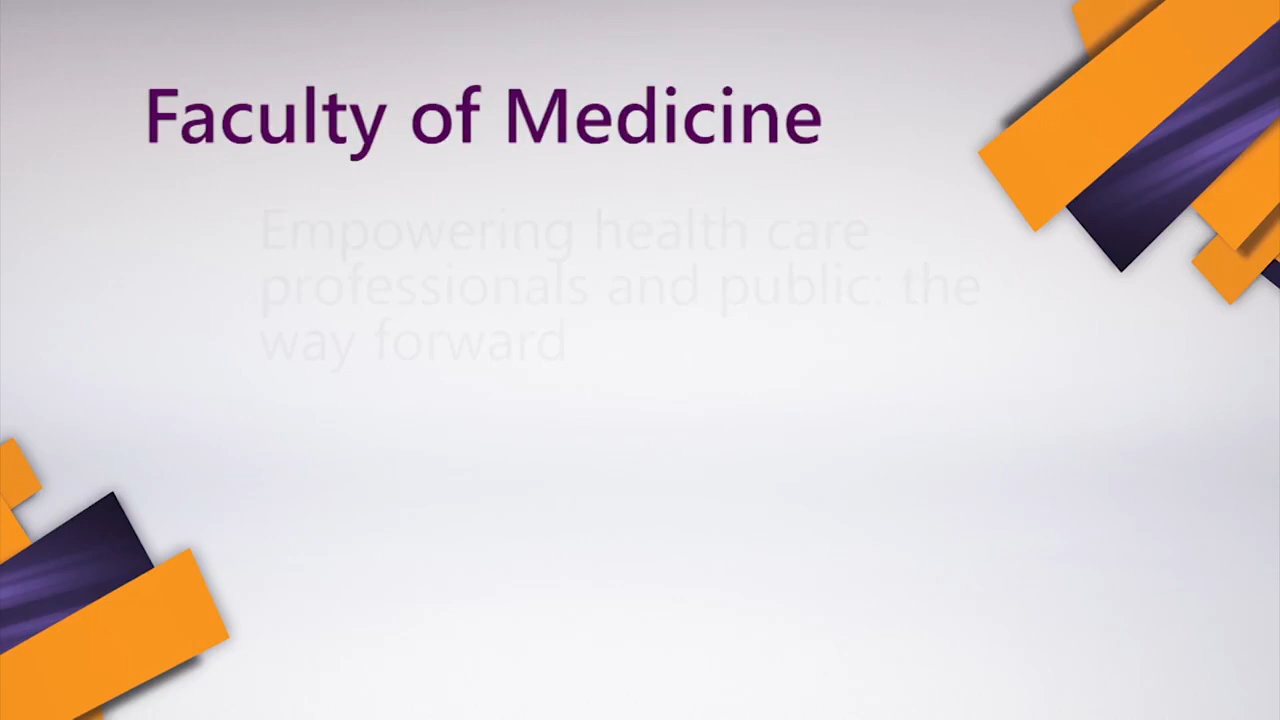 Faculty of Medicine
Empowering health care
professionals and public: the
way forward